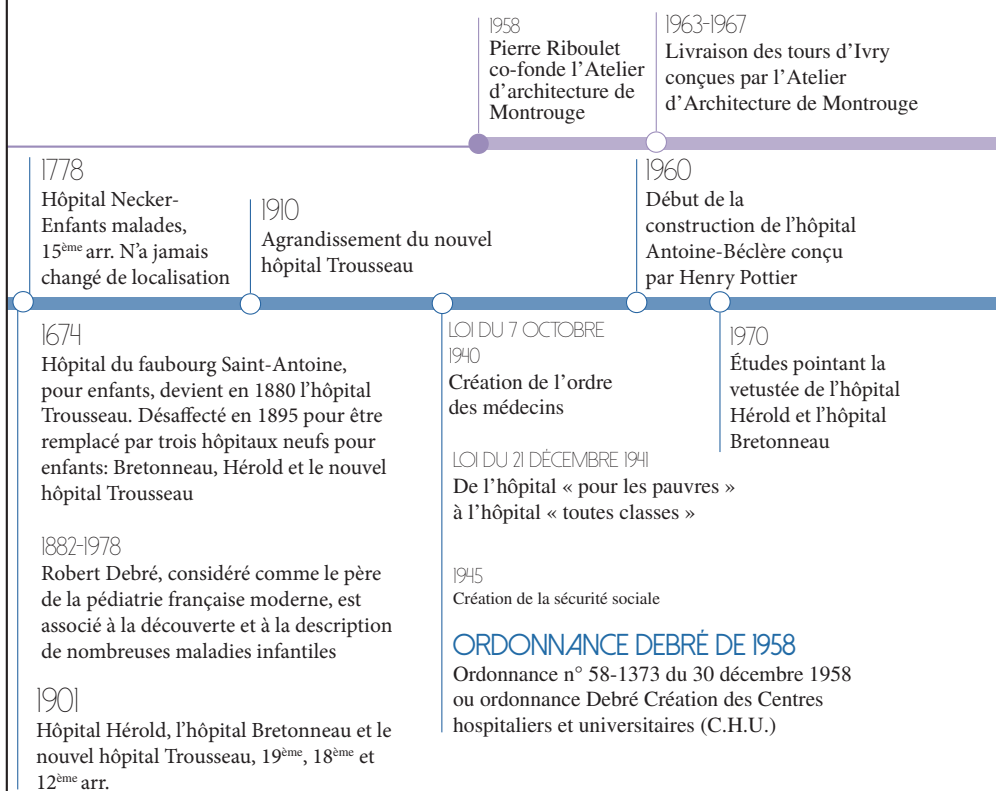 1958
Pierre Riboulet
co-fonde l’Atelier
d’architecture de
Montrouge
1963-1967
Livraison des tours d’Ivry
conçues par l’Atelier
d’Architecture de Montrouge
1778
Hôpital Necker-
Enfants malades,
15ème arr. N’a jamais
changé de localisation
1910
Agrandissement du nouvel
hôpital Trousseau
1960
Début de la
construction de l’hôpital
Antoine-Béclère conçu
par Henry Pottier
1674
Hôpital du faubourg Saint-Antoine,
pour enfants, devient en 1880 l’hôpital
Trousseau. Désaffecté en 1895 pour être
remplacé par trois hôpitaux neufs pour
enfants: Bretonneau, Hérold et le nouvel
hôpital Trousseau
1882-1978
Robert Debré, considéré comme le père
de la pédiatrie française moderne, est
associé à la découverte et à la description
de nombreuses maladies infantiles
1901
Hôpital Hérold, l’hôpital Bretonneau et le
nouvel hôpital Trousseau, 19ème, 18ème et
12ème arr.
LOI DU 7 OCTOBRE
1940
Création de l’ordre
des médecins
LOI DU 21 DÉCEMBRE 1941
De l’hôpital « pour les pauvres »
à l’hôpital « toutes classes »
1945
Création de la sécurité sociale
ORDONNANCE DEBRÉ DE 1958
Ordonnance n° 58-1373 du 30 décembre 1958
ou ordonnance Debré Création des Centres
hospitaliers et universitaires (C.H.U.)
1970
Études pointant la
vetustée de l’hôpital
Hérold et l’hôpital
Bretonneau